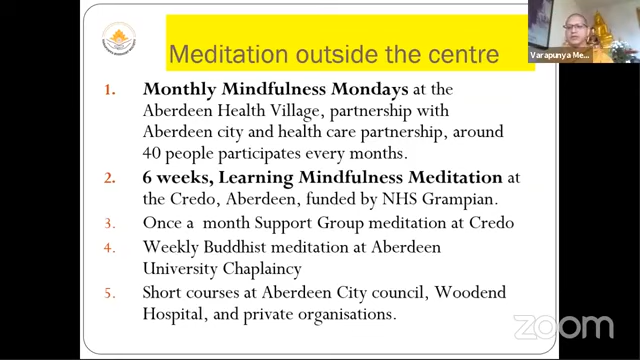 Meditation outside the centre
Varapunya Me...
1. Monthly Mindfulness Mondays at the
Aberdeen Health Village, partnership with
Aberdeen city and health care partnership, around
40 people participates every months.
2. 6 weeks, Learning Mindfulness Meditation at
the Credo, Aberdeen, funded by NHS Grampian.
3. Once a month Support Group meditation at Credo
4. Weekly Buddhist meditation at Aberdeen
University Chaplaincy
5. Short courses at Aberdeen City council, Woodend
Hospital, and private organisations.
zoom